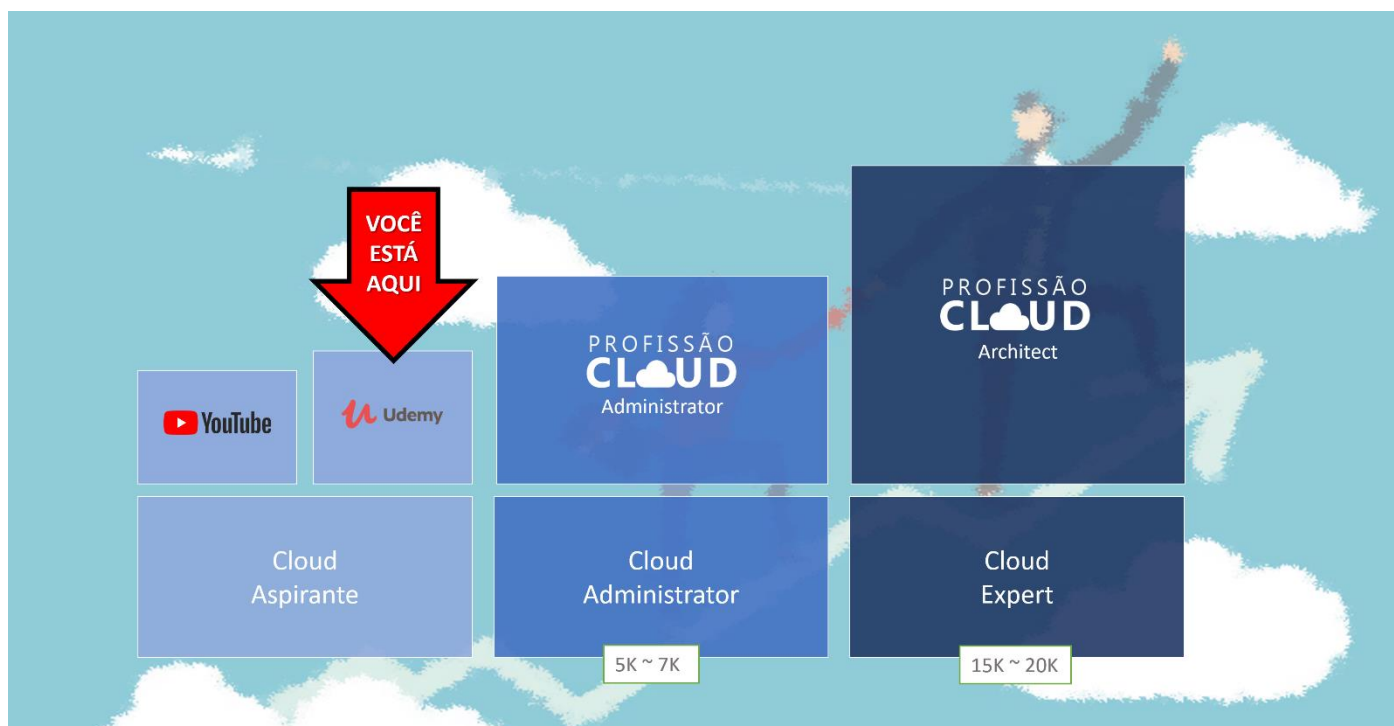 VOCÊ
ESTÁ
AQUI
YouTube
Udemy
PROFISSÃO
CLOUD
Administrator
PROFISSÃO
CLOUD
Architect
Cloud
Aspirante
Cloud
Administrator
5K ~ 7K
Cloud
Expert
15K ~ 20K